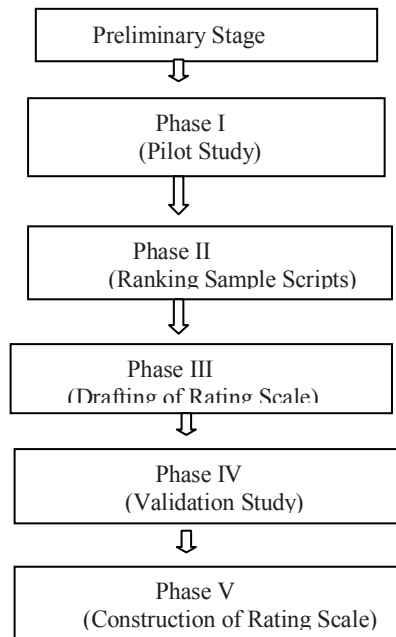 Preliminary Stage
Phase I
(Pilot Study)
Phase II
(Ranking Sample Scripts)
Phase III
(Drafting of Rating Scale)
Phase IV
(Validation Study)
Phase V
(Construction of Rating Scale)